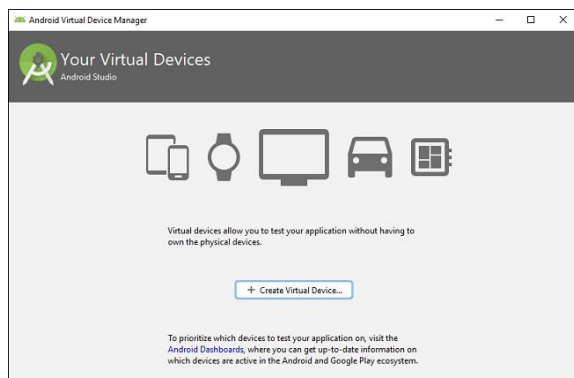 Android Virtual Device Manager
Your Virtual Devices
Android Studio
Virtual devices allow you to test your application without having to
own the physical devices.
+ Create Virtual Device...
To prioritize which devices to test your application on, visit the
Android Dashboards, where you can get up-to-date information on
which devices are active in the Android and Google Play ecosystem.